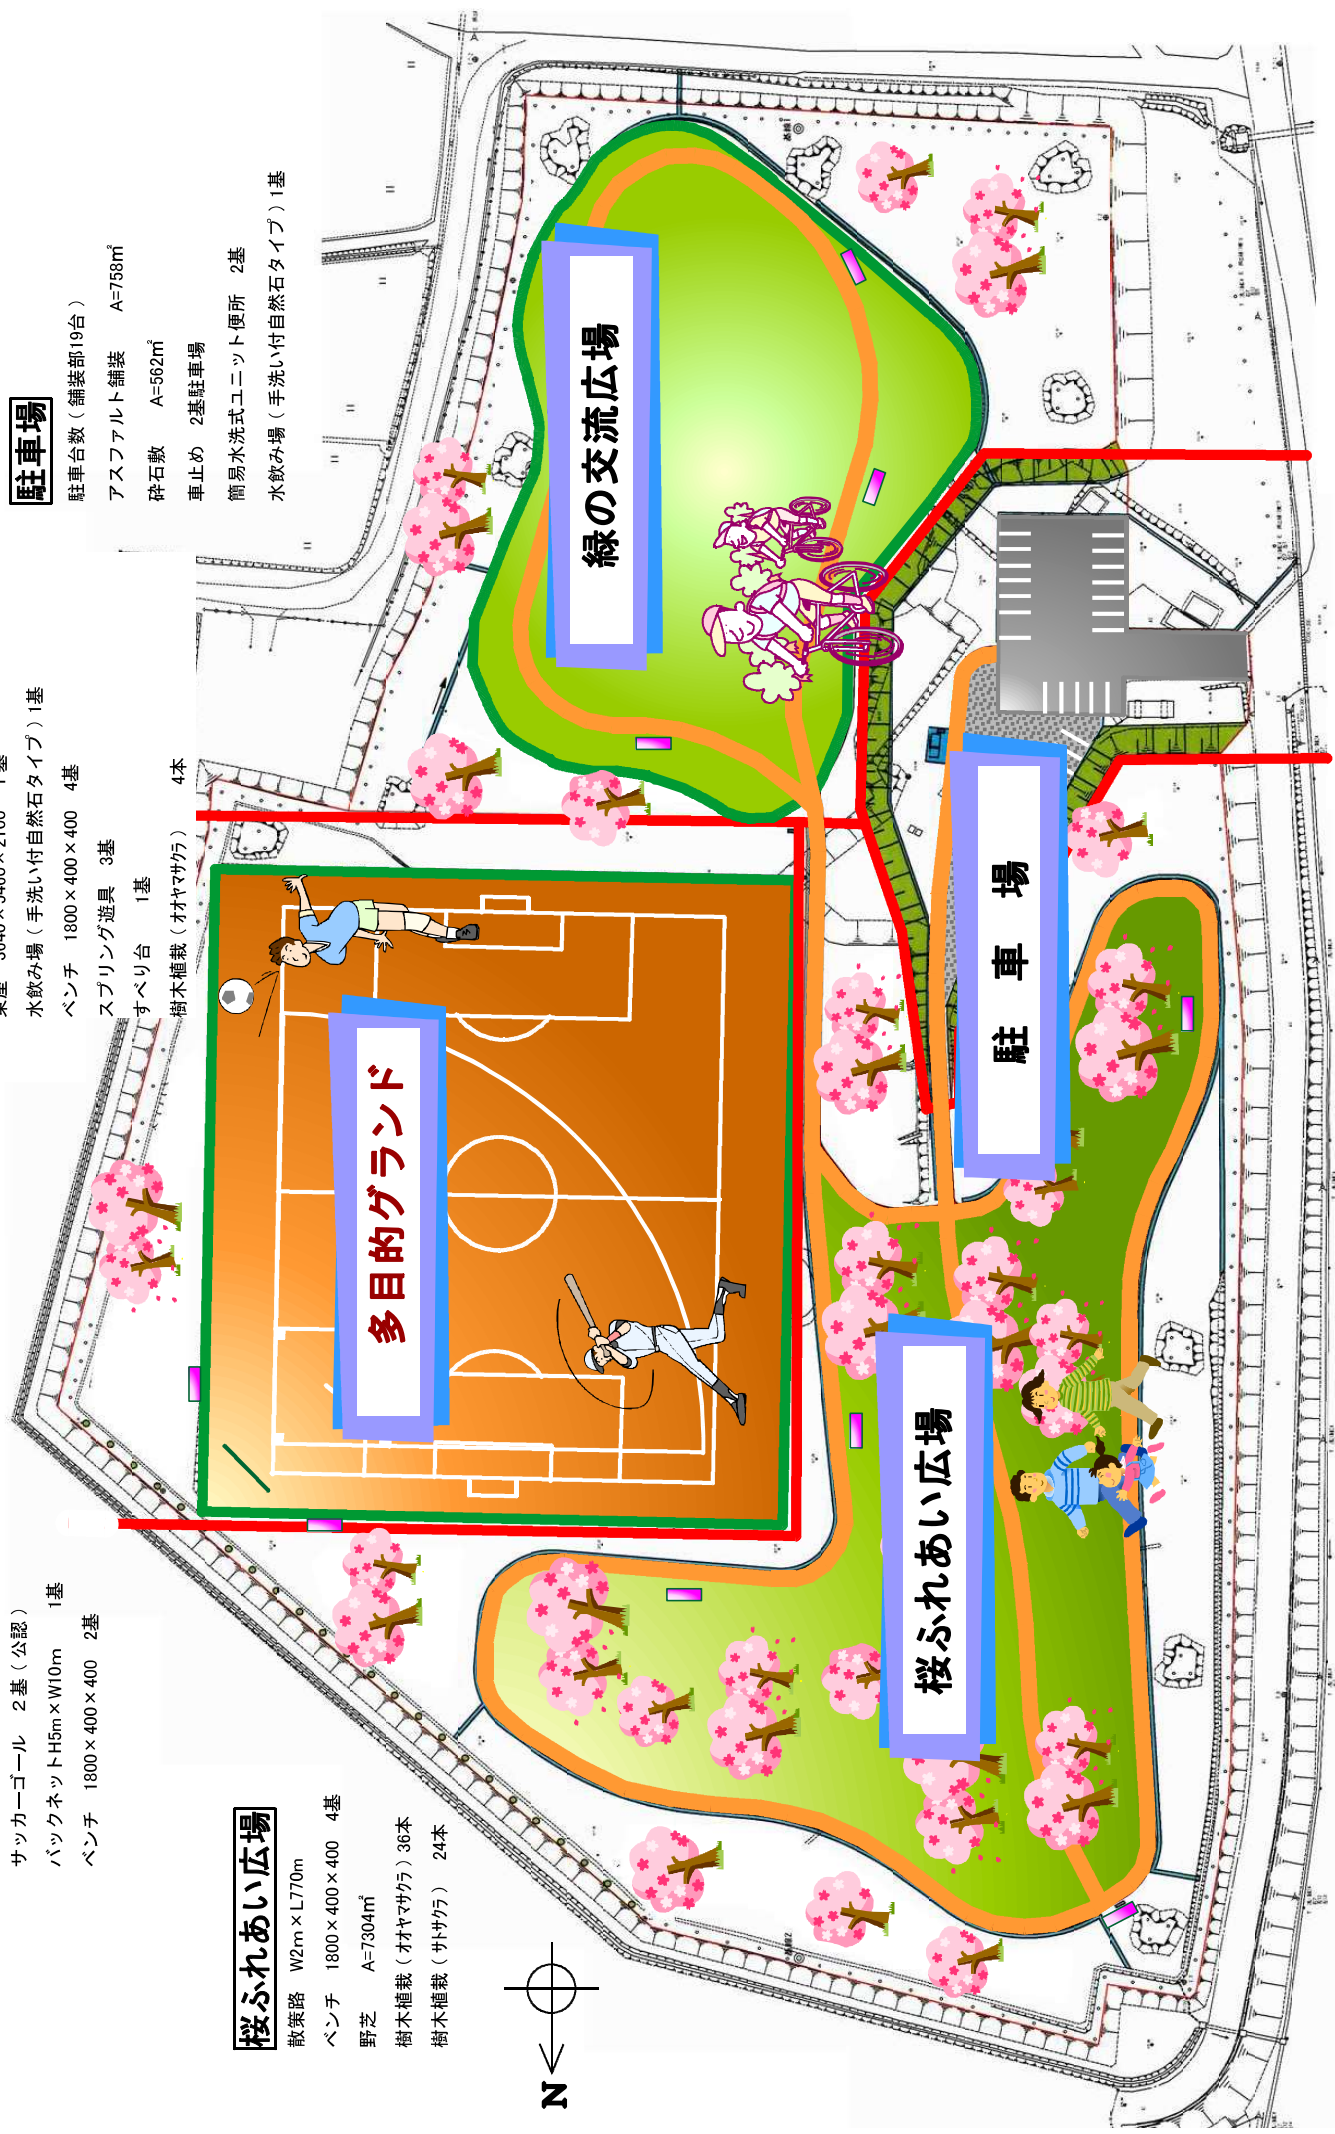 駐車場
駐車台数(舗装部19台)
アスファルト舗装 A=758㎡
砕石敷 A=562㎡
車止め 2基駐車場
簡易水洗式ユニット便所 2基
水飲み場(手洗い付自然石タイプ)1基
水飲み場(手洗い付自然石タイプ)1基
ベンチ 1800×400×400 4基
スプリング遊具 3基
すべり台 1基
樹木植栽(オオヤマサクラ) 4本
サッカーゴール 2基(公認)
バックネットH5m×W10m 1基
ベンチ 1800×400×400 2基
桜ふれあい広場
散策路 W2m×L770m
ベンチ 1800×400×400 4基
野芝 A=7304㎡
樹木植栽(オオヤマサクラ)36本
樹木植栽(サトサクラ) 24本
緑の交流広場
多目的グランド
駐車場
桜ふれあい広場
N